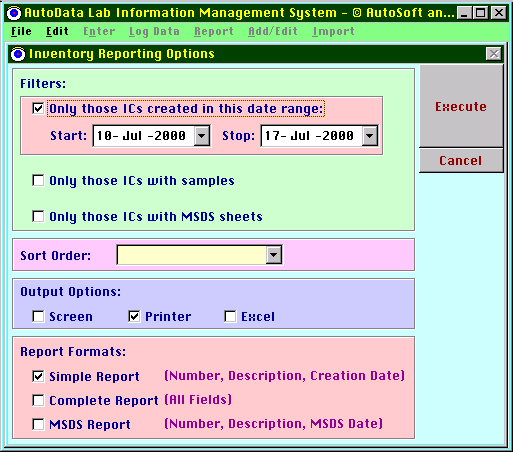 AutoData Lab Information Management System - © AutoSoft an...
File Edit Enter Log Data Report Add/Edit Import
Inventory Reporting Options
Filters:
Only those ICs created in this date range:
Start: 10-Jul -2000 Stop: 17-Jul -2000
Only those ICs with samples
Only those ICs with MSDS sheets
Execute
Cancel
Sort Order:
Output Options:
Screen Printer Excel
Report Formats:
Simple Report (Number, Description, Creation Date)
Complete Report (All Fields)
MSDS Report (Number, Description, MSDS Date)